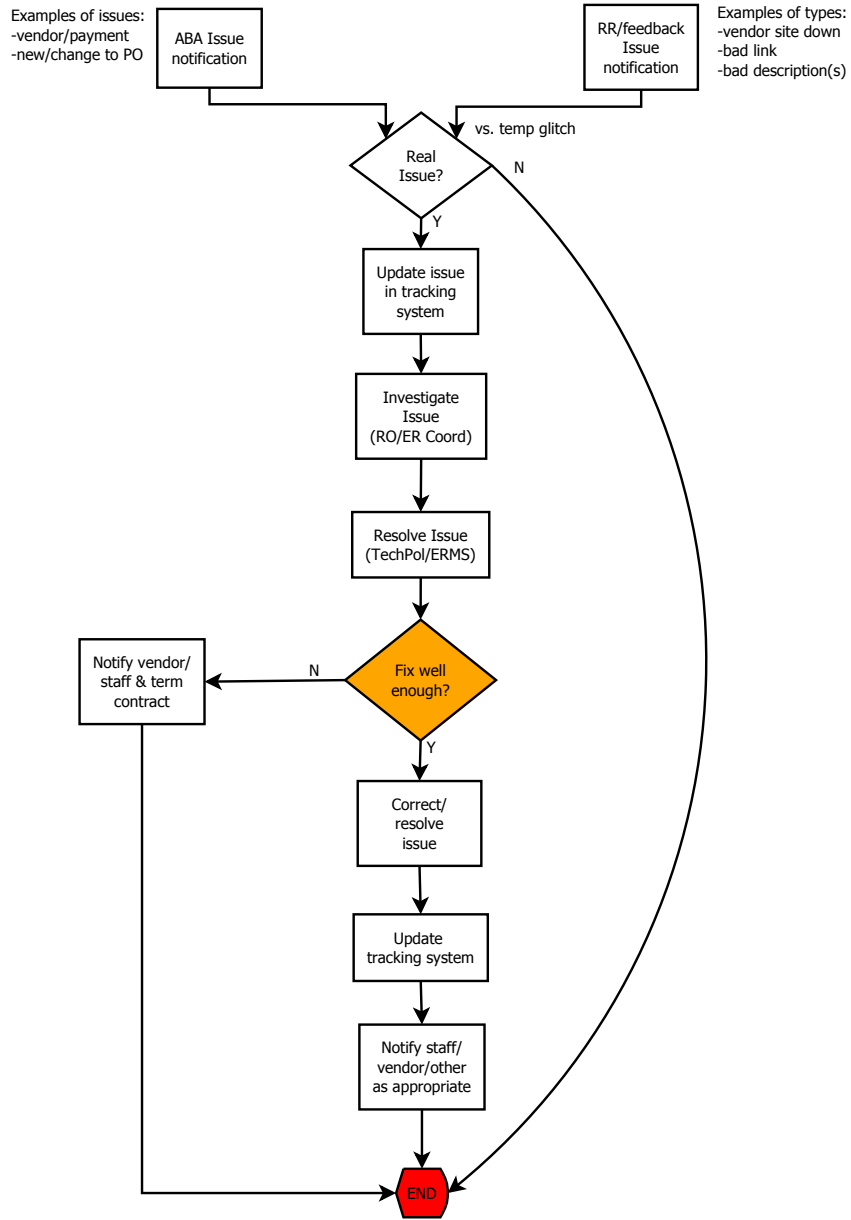 Examples of issues:
-vendor/payment
-new/change to PO
ABA Issue
notification
RR/feedback
Issue
notification
Examples of types:
-vendor site down
-bad link
-bad description(s)
vs. temp glitch
Real
Issue?
N
Y
Update issue
in tracking
system
Investigate
Issue
(RO/ER Coord)
Resolve Issue
(TechPol/ERMS)
Fix well
enough?
N
Notify vendor/
staff & term
contract
Y
Correct/
resolve
issue
Update
tracking system
Notify staff/
vendor/other
as appropriate
END